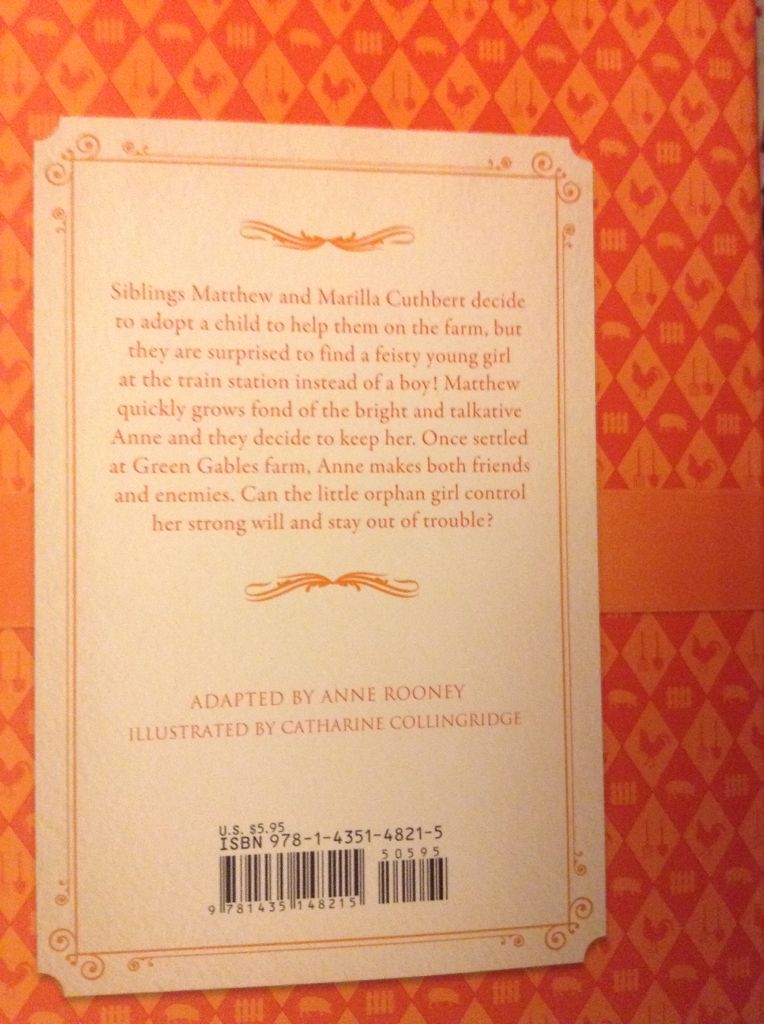 Siblings Matthew and Marilla Cuthbert decide
to adopt a child to help them on the farm, but
they are surprised to find a feisty young girl
at the train station instead of a boy! Matthew
quickly grows fond of the bright and talkative
Anne and they decide to keep her. Once settled
at Green Gables farm, Anne makes both friends
and enemies. Can the little orphan girl control
her strong will and stay out of trouble?
ADAPTED BY ANNE ROONEY
ILLUSTRATED BY CATHARINE COLLINGRIDGE
U.S. $5.95
ISBN 978-1-4351-4821-5
50595
9 781435 148215